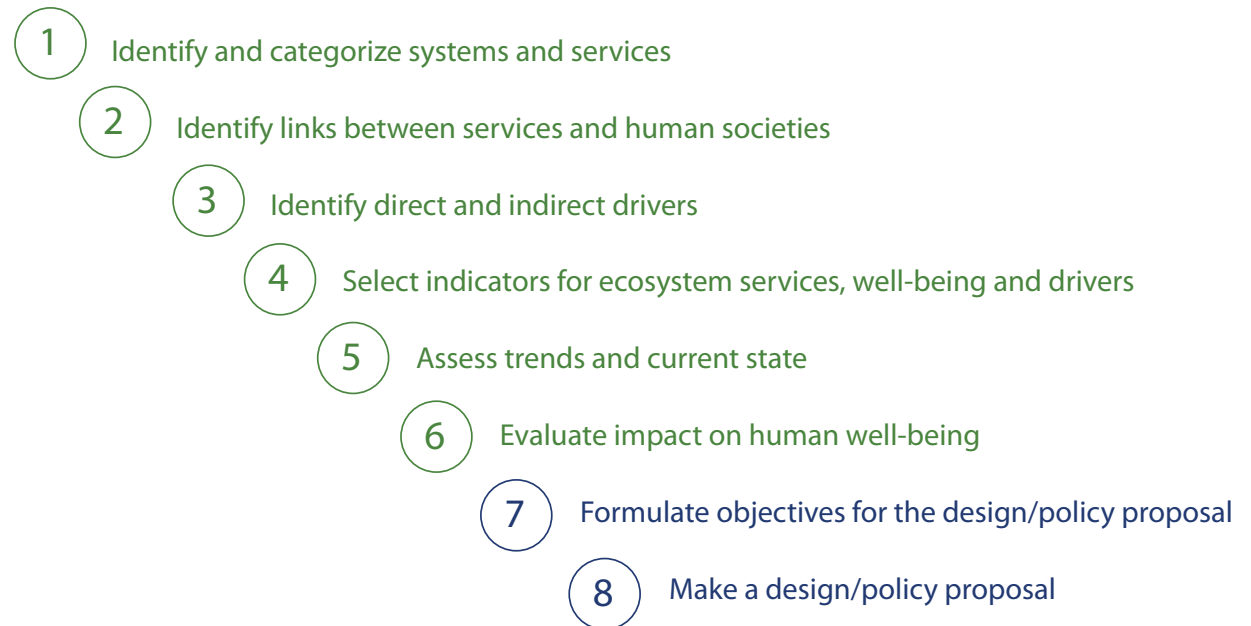 1 Identify and categorize systems and services
2 Identify links between services and human societies
3 Identify direct and indirect drivers
4 Select indicators for ecosystem services, well-being and drivers
5 Assess trends and current state
6 Evaluate impact on human well-being
7 Formulate objectives for the design/policy proposal
8 Make a design/policy proposal